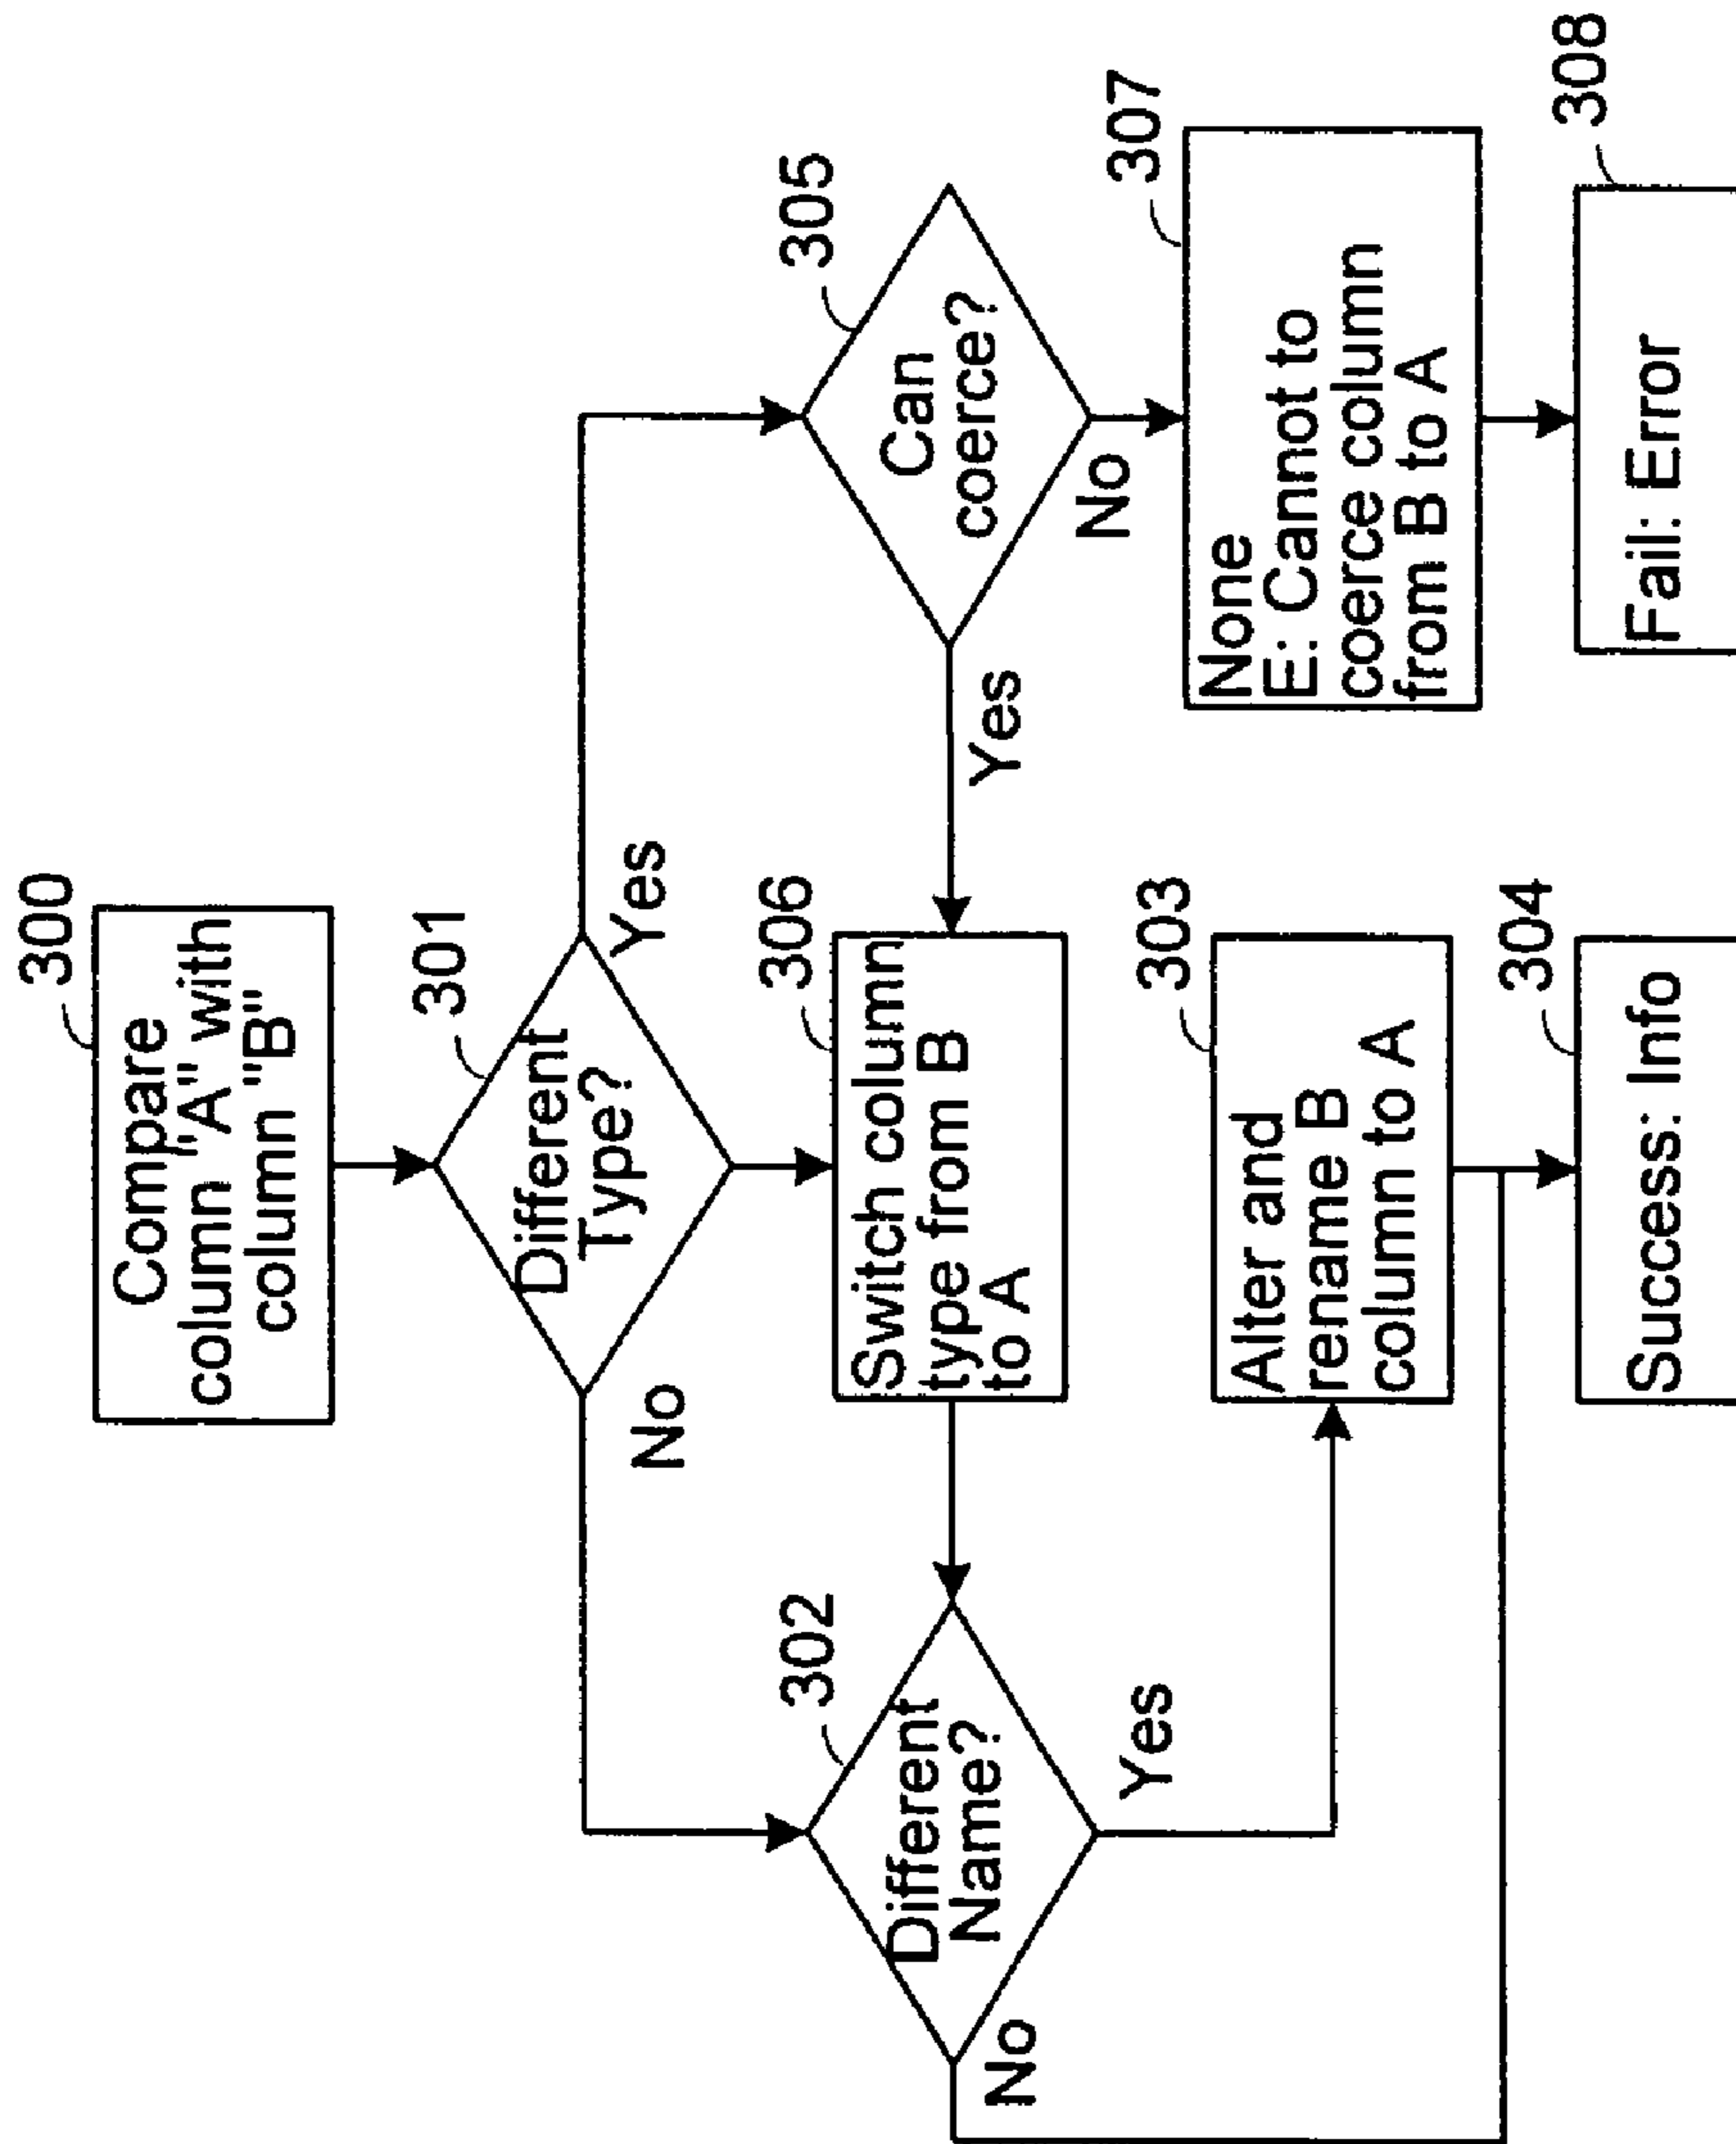 300
Compare
column "A" with
column "B"
301
Different
Type?
No
Yes
302
Different
Name?
No
Yes
306
Switch column
type from B
to A
305
Can
coerce?
Yes
No
303
Alter and
rename B
column to A
307
None
E: Cannot to
coerce column
from B to A
304
Success: Info
308
Fail: Error